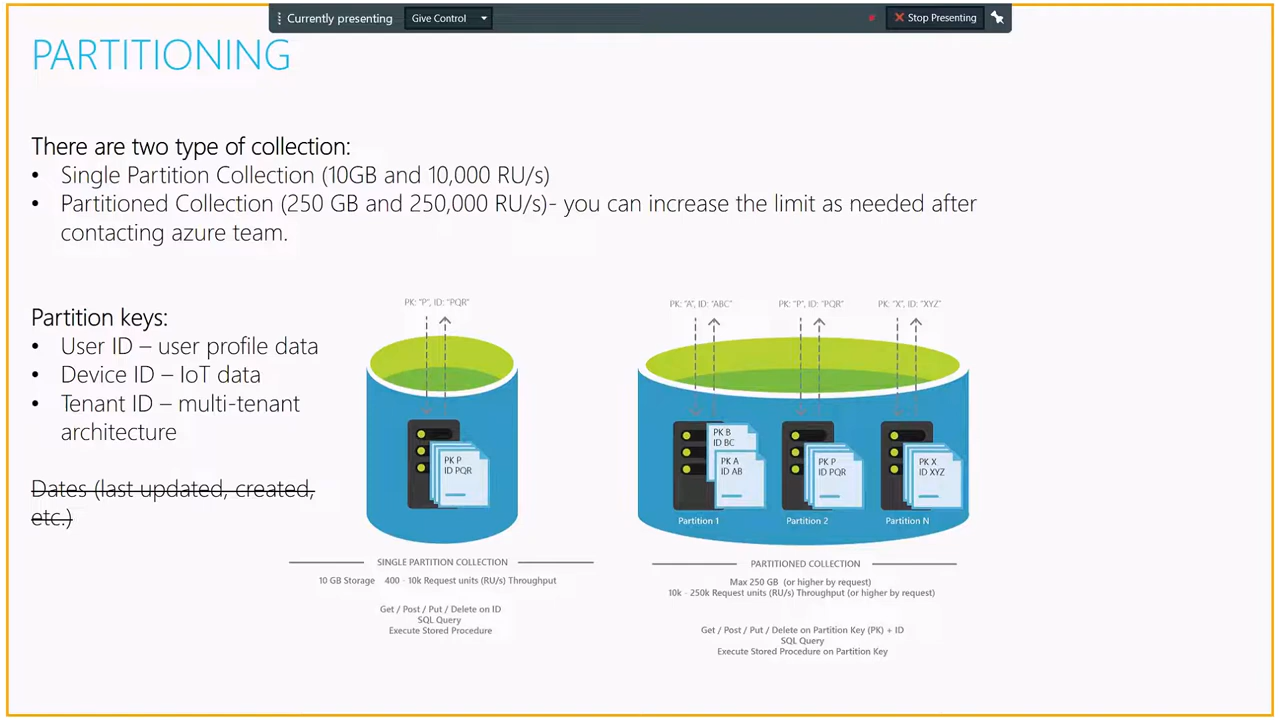 Currently presenting
Give Control
Stop Presenting
PARTITIONING
There are two type of collection:
• Single Partition Collection (10GB and 10,000 RU/s)
• Partitioned Collection (250 GB and 250,000 RU/s)- you can increase the limit as needed after
contacting azure team.
Partition keys:
• User ID – user profile data
• Device ID – IoT data
• Tenant ID – multi-tenant
architecture
Dates (last updated, created,
etc.)
PK: "P", ID: "PQR"
PK P
ID PQR
SINGLE PARTITION COLLECTION
10 GB Storage 400 - 10k Request units (RU/s) Throughput
Get / Post / Put / Delete on ID
SQL Query
Execute Stored Procedure
PK: "A", ID: "ABC"
PK: "P", ID: "PQR"
PK: "X", ID: "XYZ"
PK B
ID BC
PK A
ID AB
PK P
ID PQR
PK X
ID XYZ
Partition 1
Partition 2
Partition N
PARTITIONED COLLECTION
Max 250 GB (or higher by request)
10k - 250k Request units (RU/s) Throughput (or higher by request)
Get / Post / Put / Delete on Partition Key (PK) + ID
SQL Query
Execute Stored Procedure on Partition Key